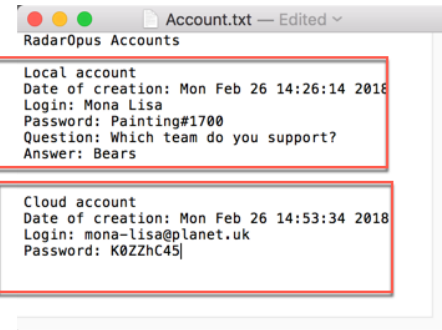 Account.txt — Edited
RadarOpus Accounts
Local account
Date of creation: Mon Feb 26 14:26:14 2018
Login: Mona Lisa
Password: Painting#1700
Question: Which team do you support?
Answer: Bears
Cloud account
Date of creation: Mon Feb 26 14:53:34 2018
Login: mona-lisa@planet.uk
Password: K0ZZhC45